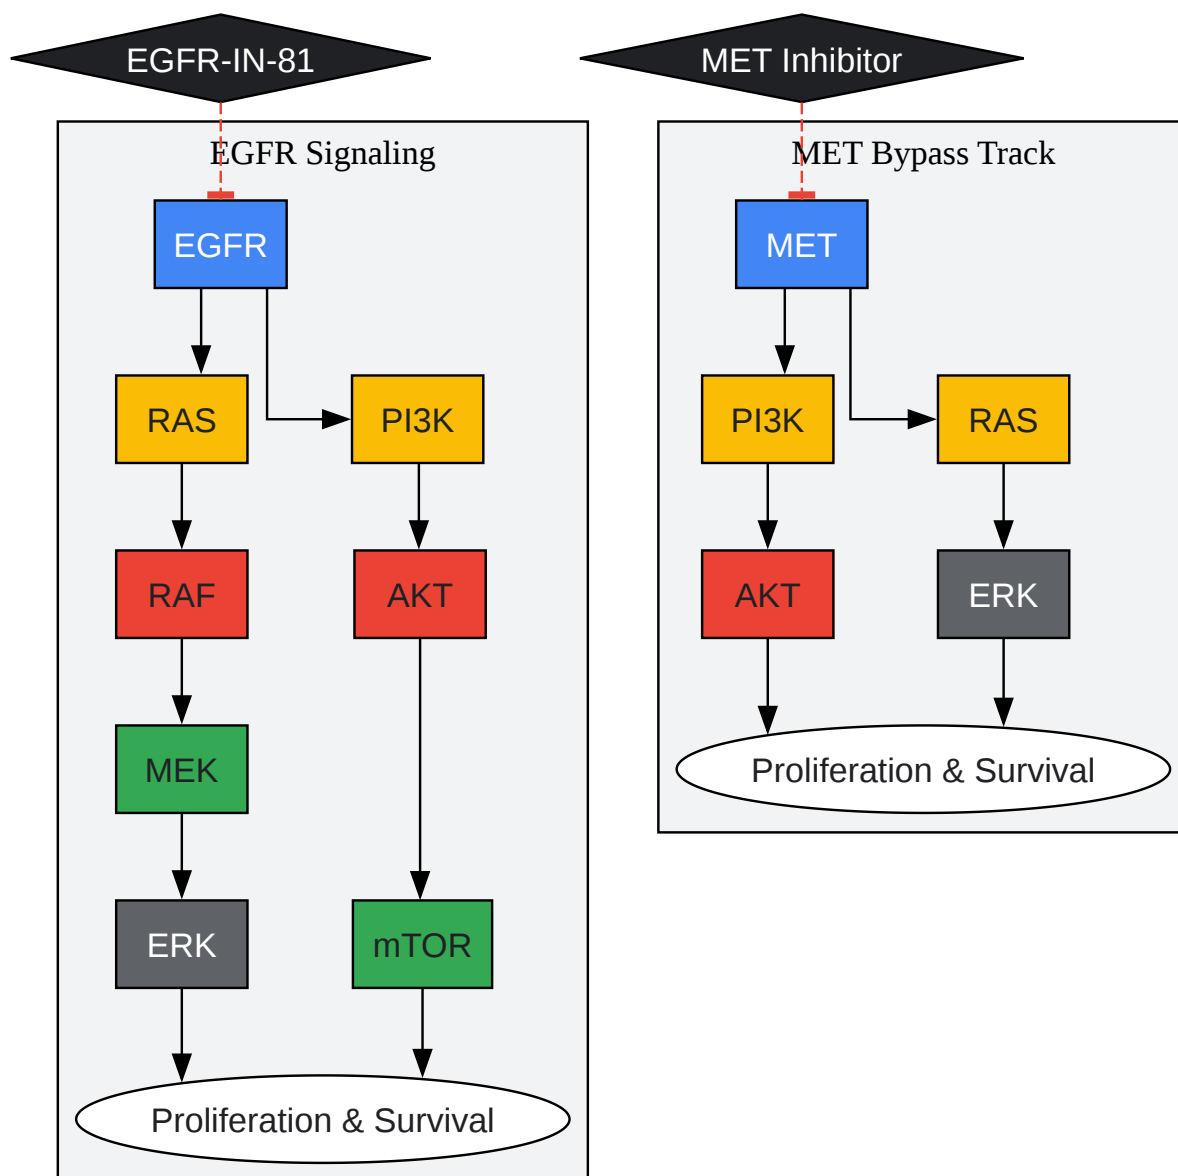 EGFR-IN-81
MET Inhibitor
EGFR Signaling
MET Bypass Track
EGFR
MET
RAS
PI3K
PI3K
RAS
RAF
AKT
AKT
ERK
MEK
Proliferation & Survival
ERK
mTOR
Proliferation & Survival